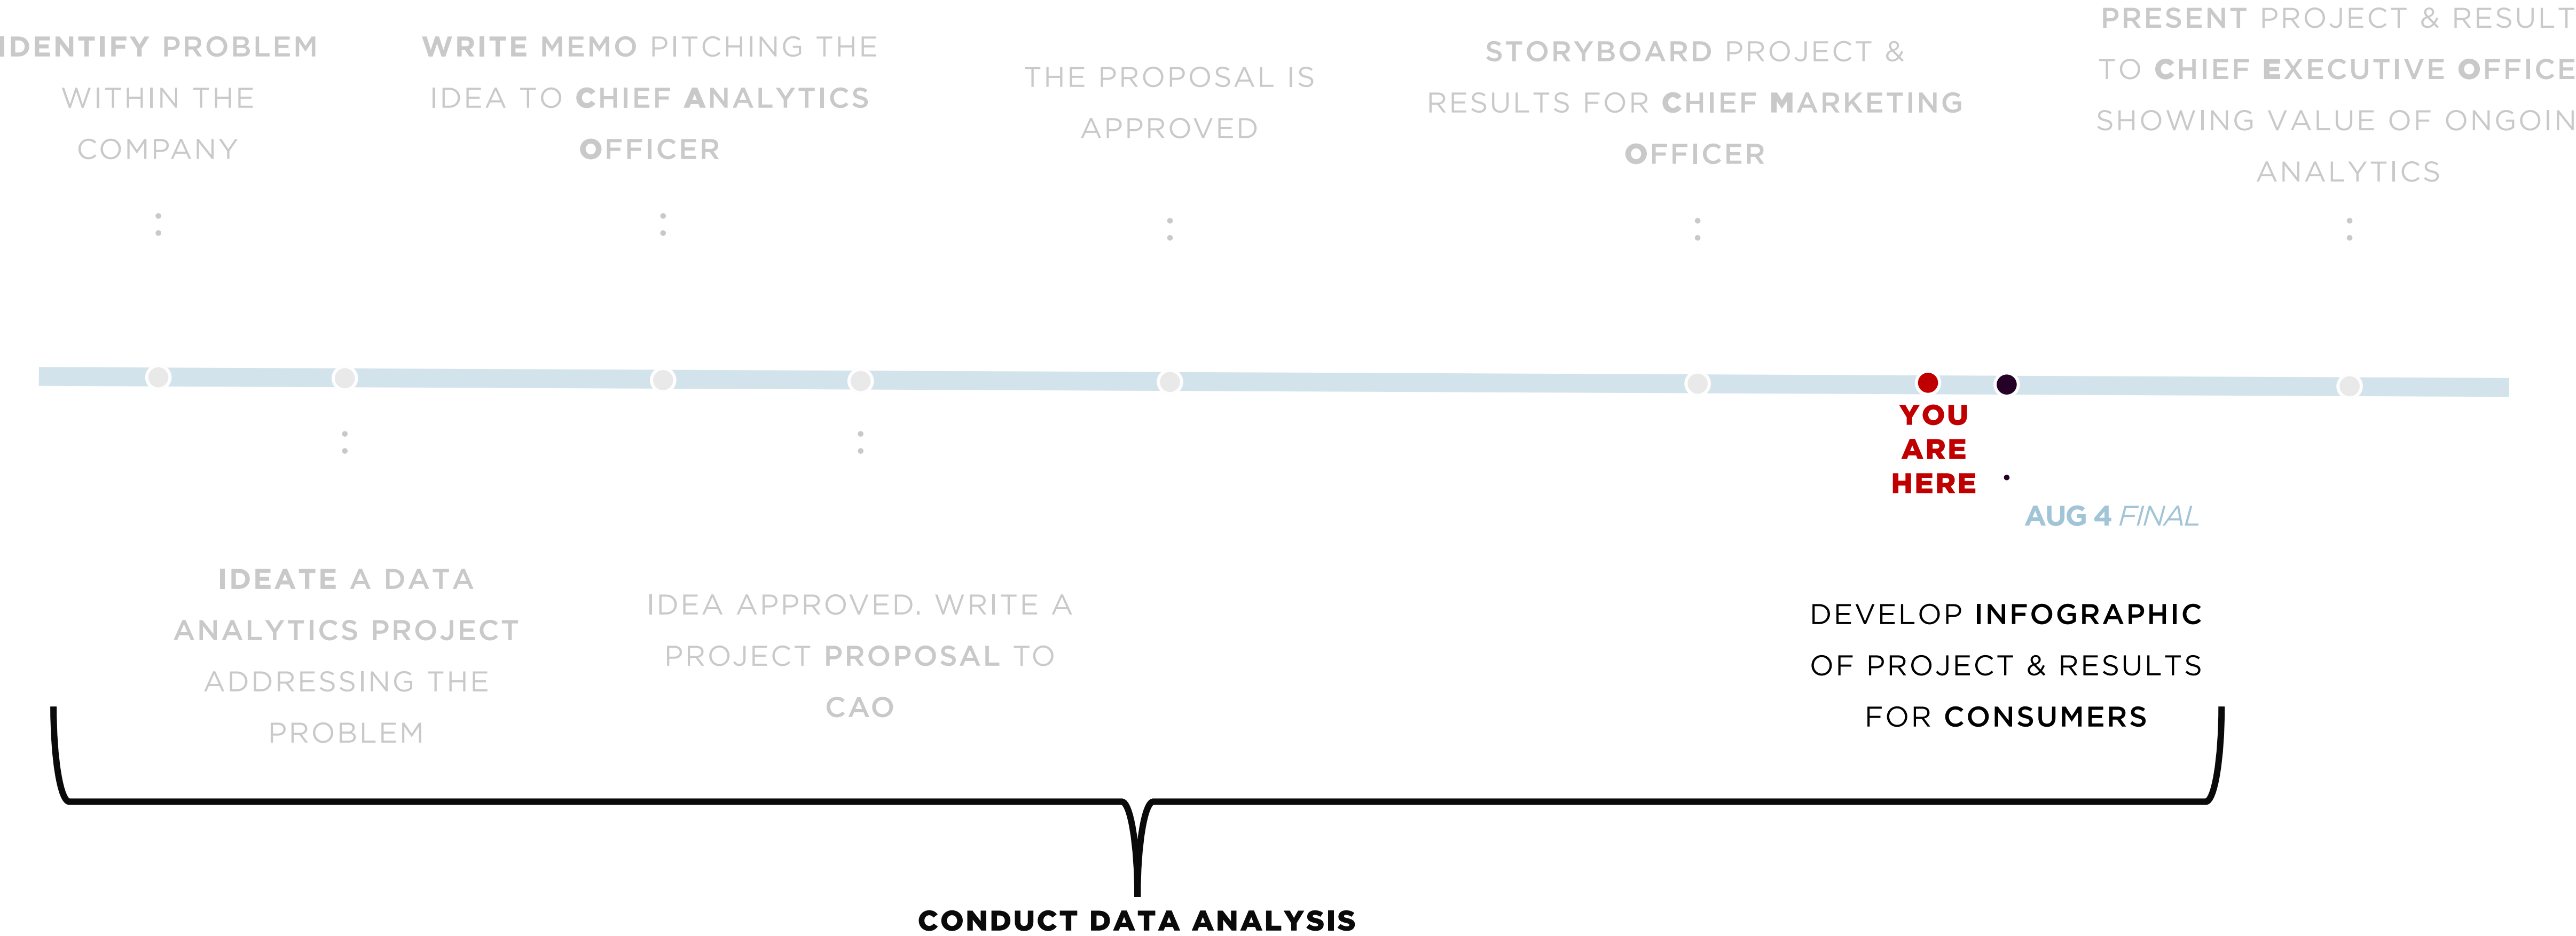 IDENTIFY PROBLEM
WITHIN THE
COMPANY
WRITE MEMO PITCHING THE
IDEA TO CHIEF ANALYTICS
OFFICER
THE PROPOSAL IS
APPROVED
STORYBOARD PROJECT &
RESULTS FOR CHIEF MARKETING
OFFICER
PRESENT PROJECT & RESULT
TO CHIEF EXECUTIVE OFFICE
SHOWING VALUE OF ONGOIN
ANALYTICS
YOU
ARE
HERE
AUG 4 FINAL
IDEATE A DATA
ANALYTICS PROJECT
ADDRESSING THE
PROBLEM
IDEA APPROVED. WRITE A
PROJECT PROPOSAL TO
CAO
DEVELOP INFOGRAPHIC
OF PROJECT & RESULTS
FOR CONSUMERS
CONDUCT DATA ANALYSIS